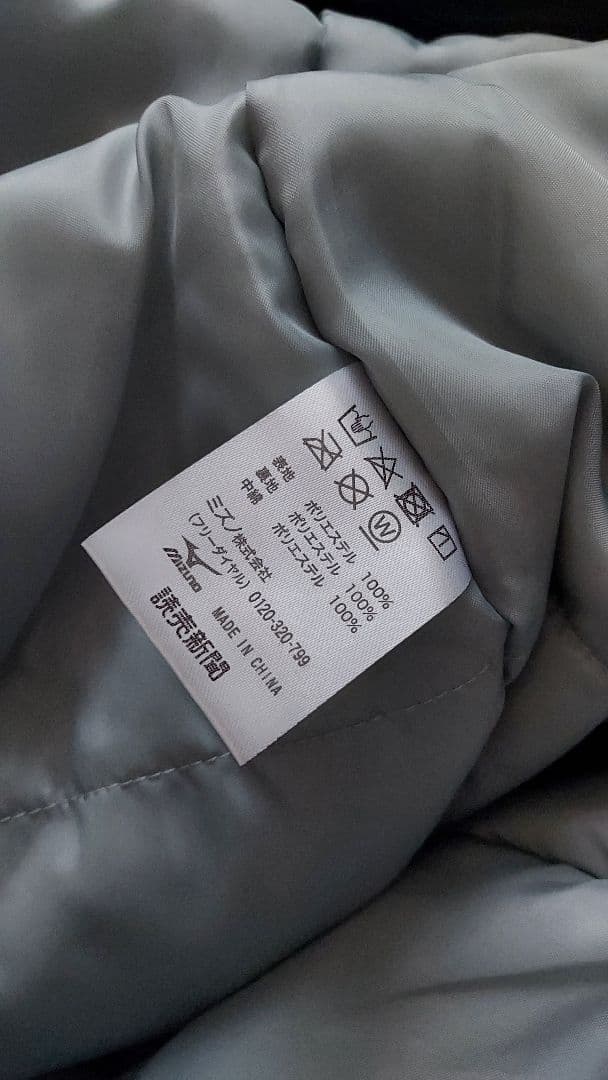 表地 ポリエステル 100%
裏地 ポリエステル 100%
中綿 ポリエステル 100%
ミズノ株式会社
(フリーダイヤル) 0120-320-799
MIZUNO MADE IN CHINA
読売新聞